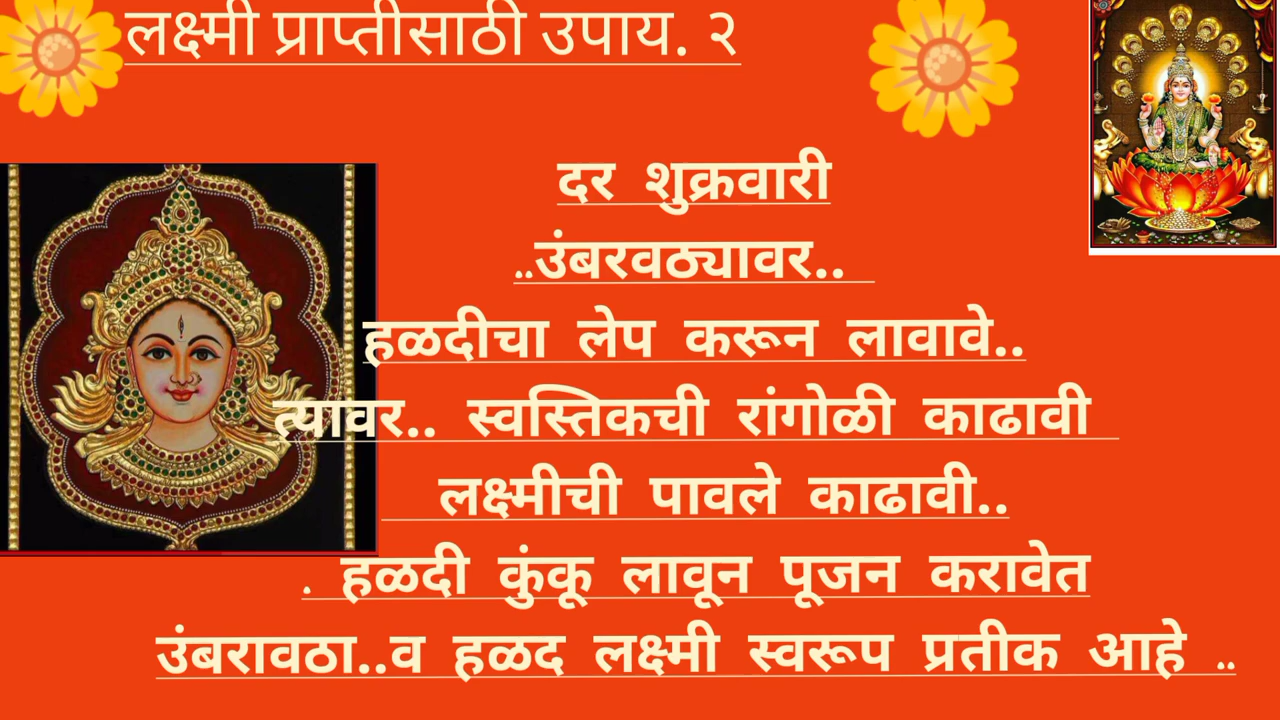 लक्ष्मी प्राप्तीसाठी उपाय. २
दर शुक्रवारी
..उंबरवठ्यावर..
हळदीचा लेप करून लावावे..
त्यावर.. स्वस्तिकची रांगोळी काढावी
लक्ष्मीची पावले काढावी..
. हळदी कुंकू लावून पूजन करावेत
उंबरावठा..व हळद लक्ष्मी स्वरूप प्रतीक आहे ..